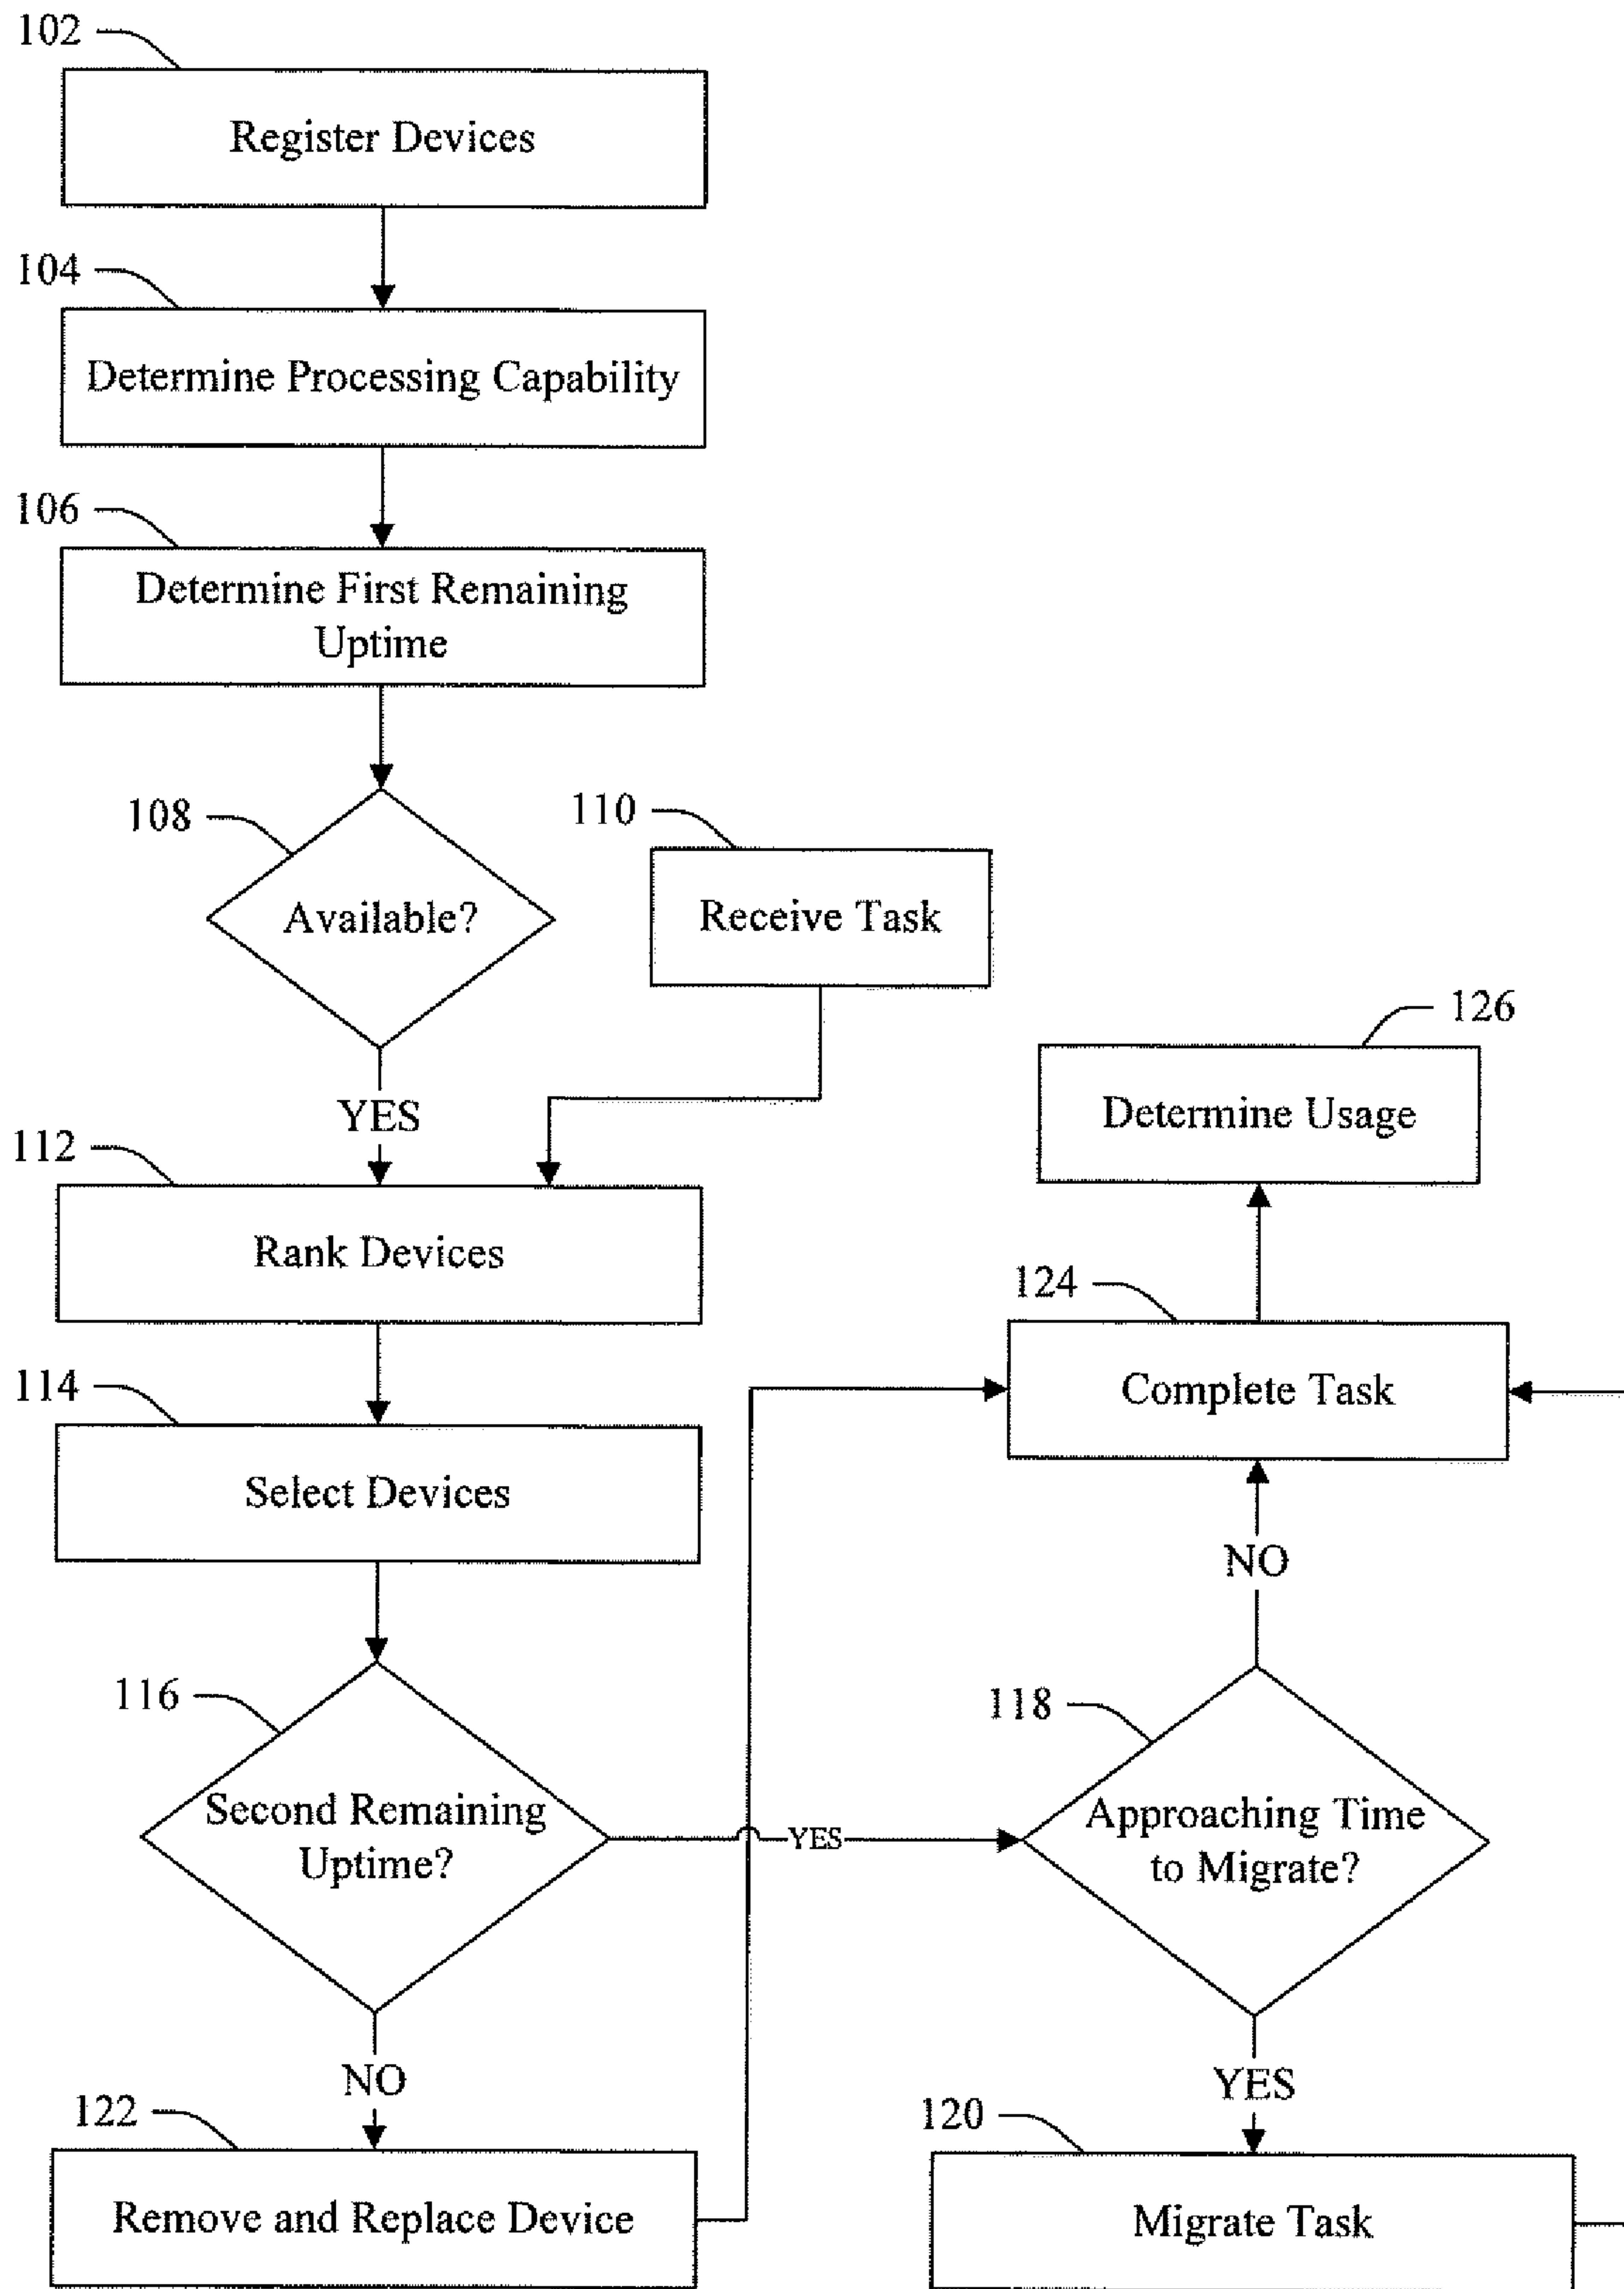 102
Register Devices
104
Determine Processing Capability
106
Determine First Remaining
Uptime
108
Available?
110
Receive Task
YES
126
Determine Usage
112
Rank Devices
124
Complete Task
114
Select Devices
NO
116
Second Remaining
Uptime?
YES
118
Approaching Time
to Migrate?
NO
YES
122
Remove and Replace Device
120
Migrate Task